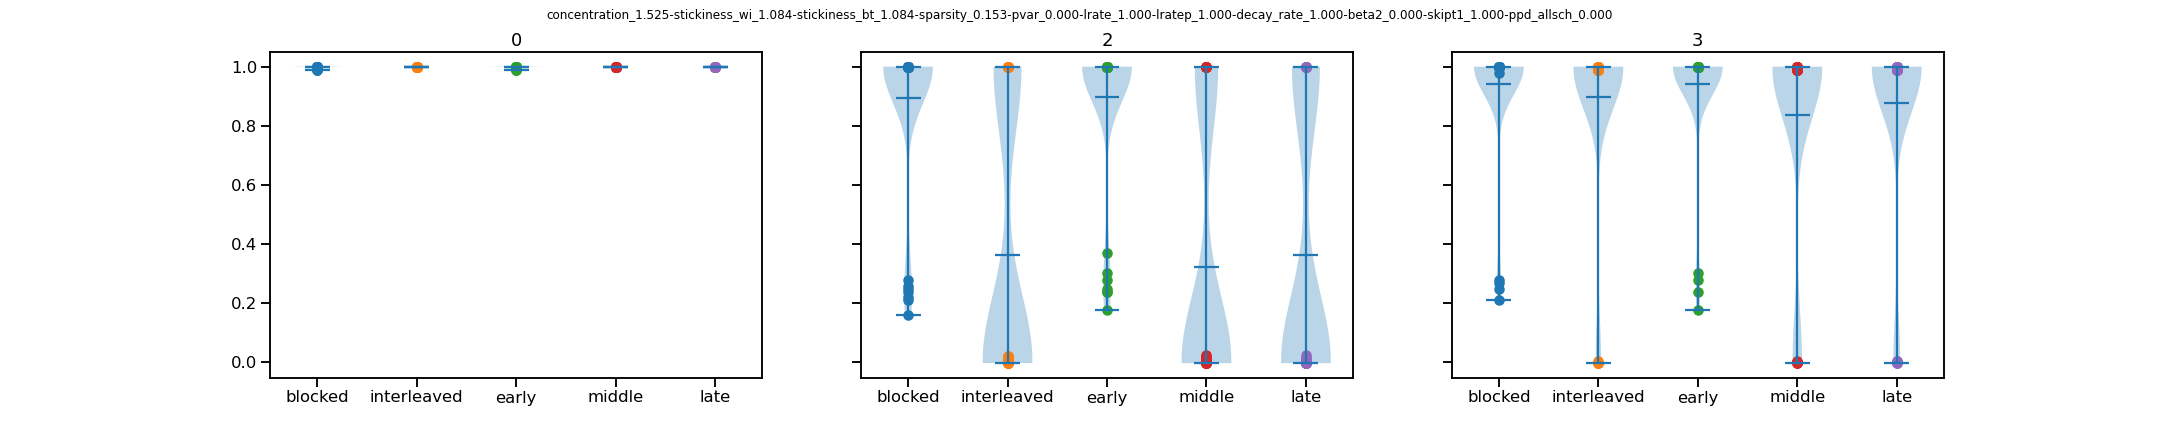 concentration_1.525-stickiness_wi_1.084-stickiness_bt_1.084-sparsity_0.153-pvar_0.000-lrate_1.000-lratep_1.000-decay_rate_1.000-beta2_0.000-skipt1_1.000-ppd_allsch_0.000
0 2 3
1.0
0.8
0.6
0.4
0.2
0.0
blocked interleaved early middle late blocked interleaved early middle late blocked interleaved early middle late